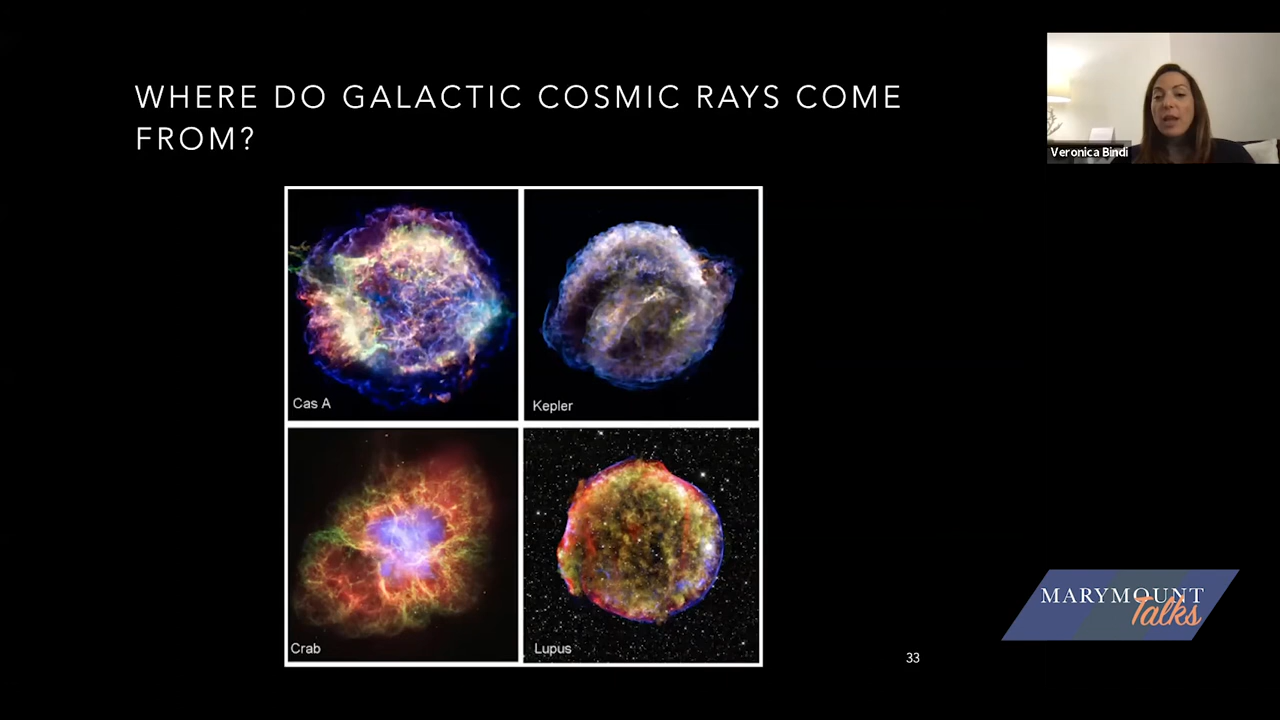 WHERE DO GALACTIC COSMIC RAYS COME
FROM?
Veronica Bindi
Cas A
Kepler
Crab
Lupus
33
MARYMOUNT
Talks